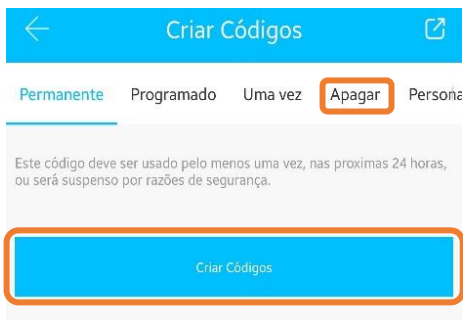 Criar Códigos
Permanente Programado Uma vez Apagar Persona
Este código deve ser usado pelo menos uma vez, nas proximas 24 horas,
ou será suspenso por razões de segurança.
Criar Códigos